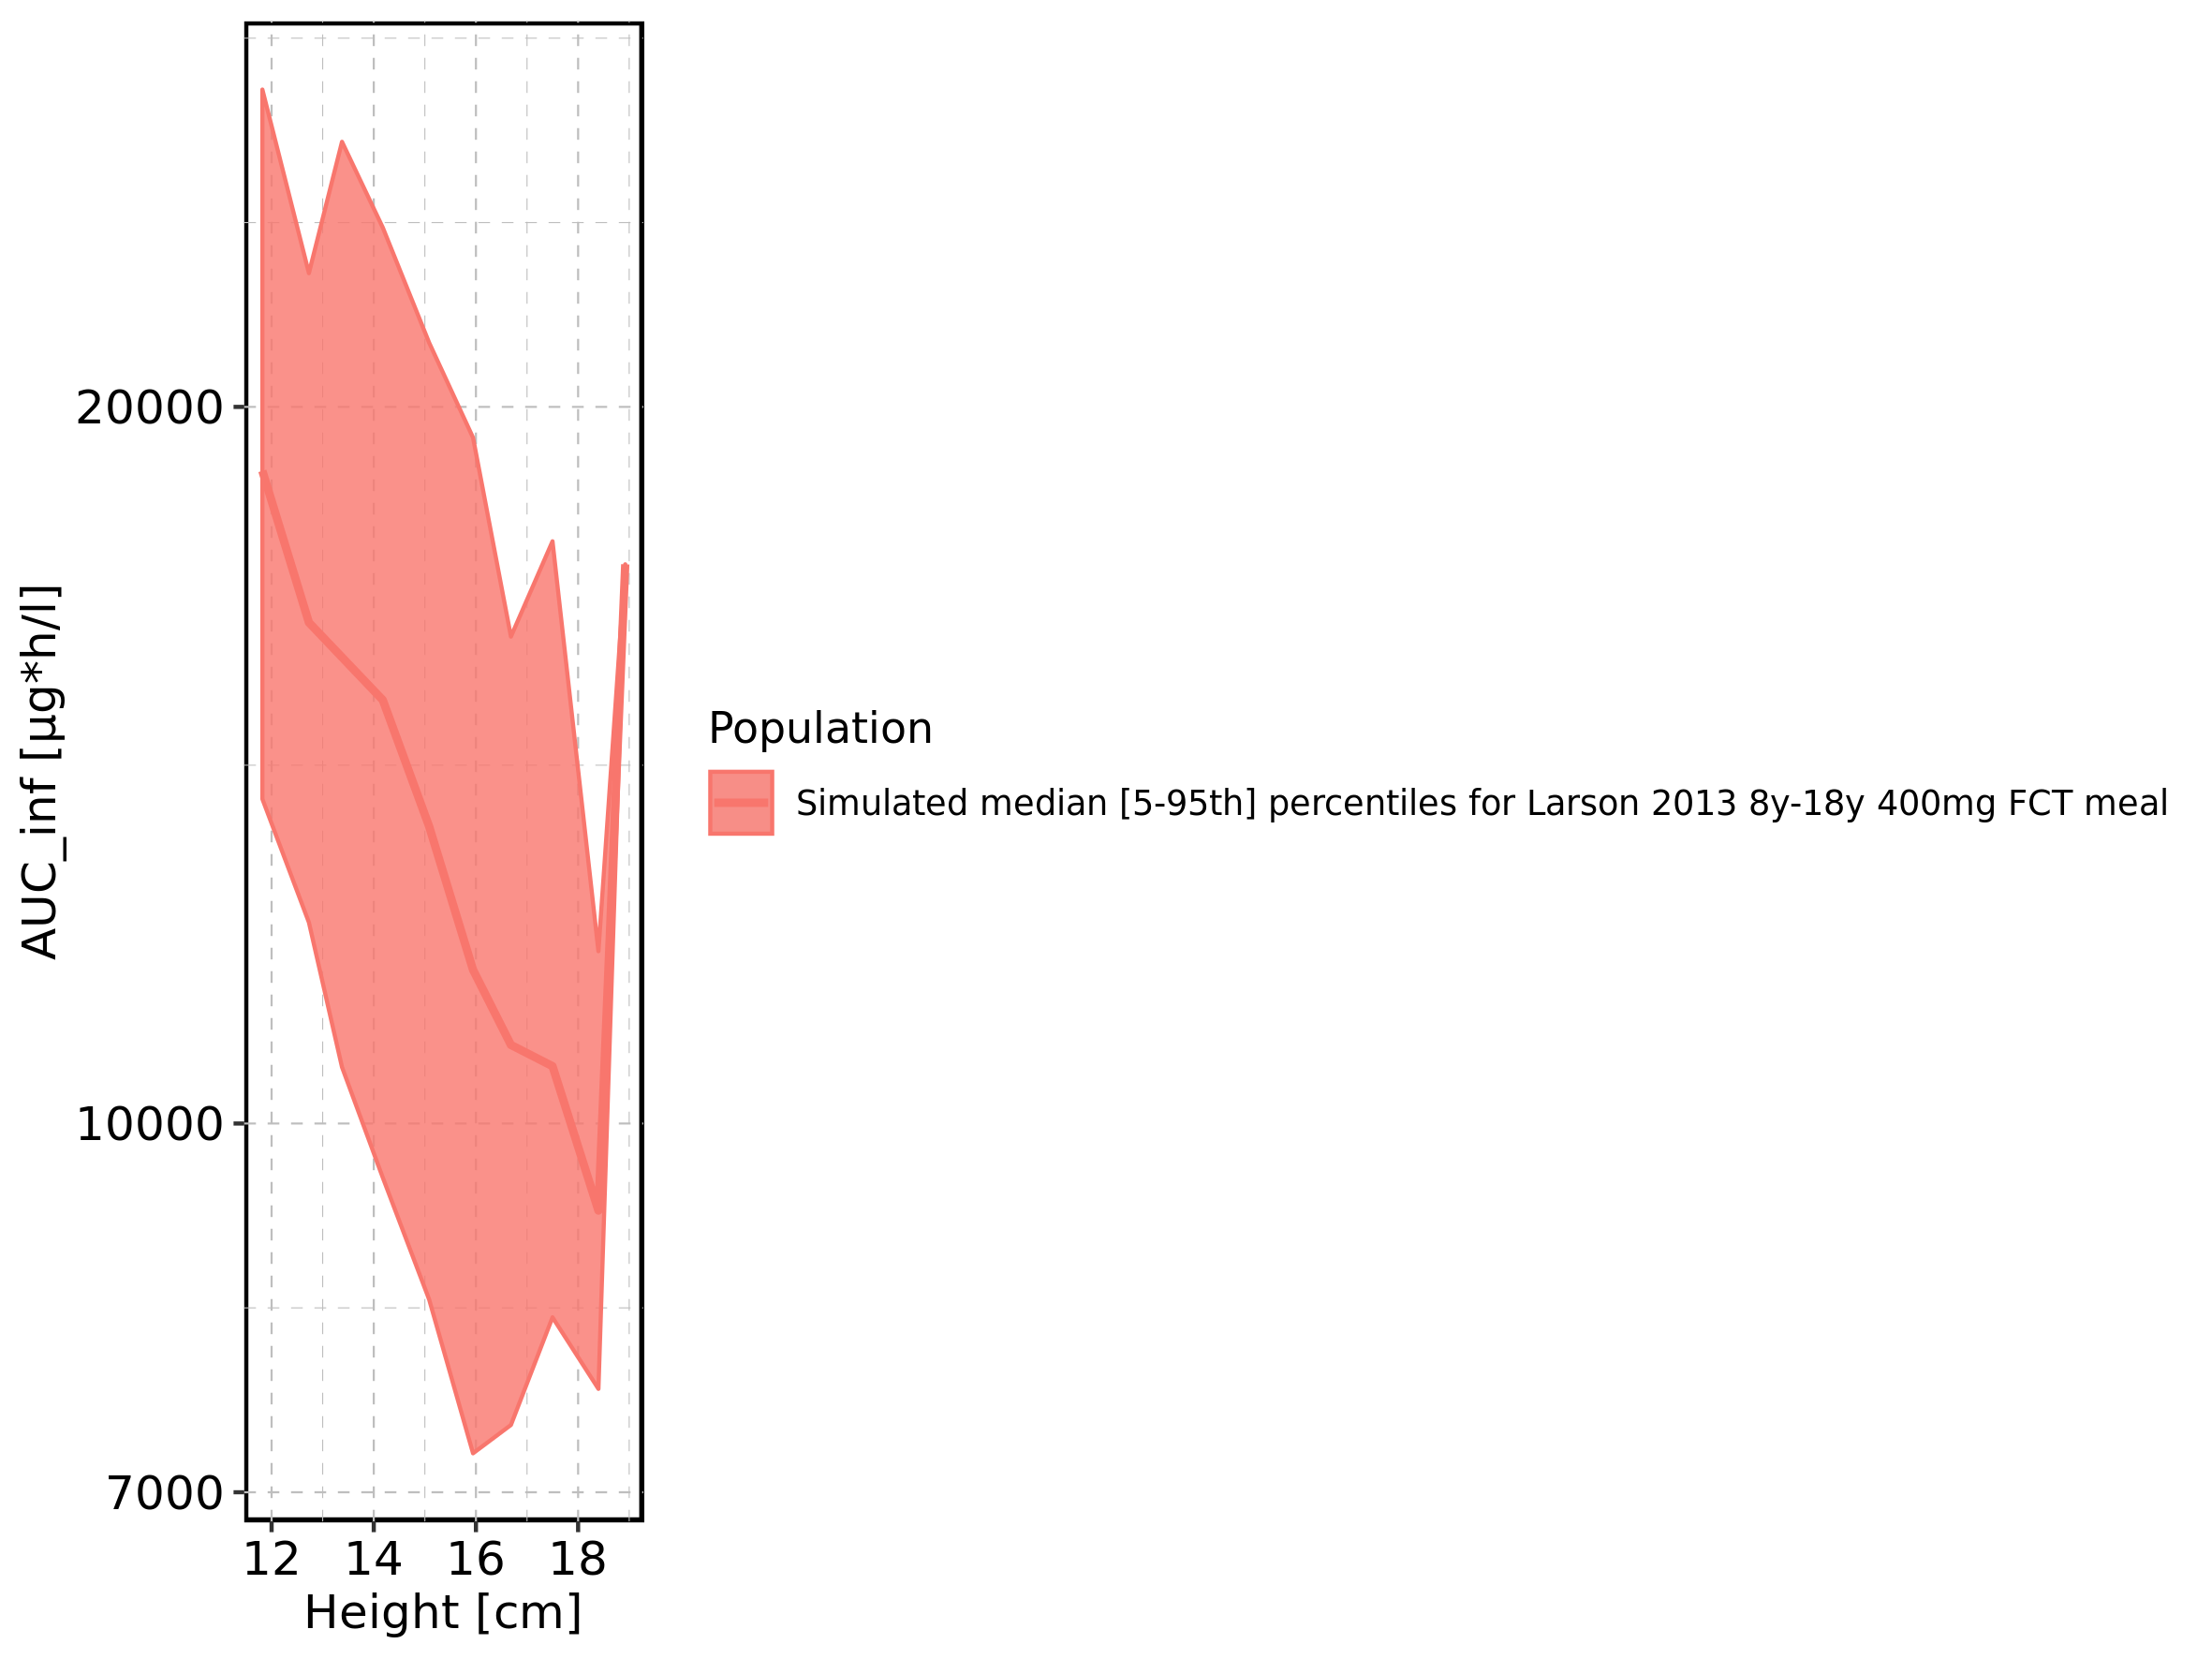 20000
10000
7000
AUC_inf [µg*h/l]
12 14 16 18
Height [cm]
Population
Simulated median [5-95th] percentiles for Larson 2013 8y-18y 400mg FCT meal